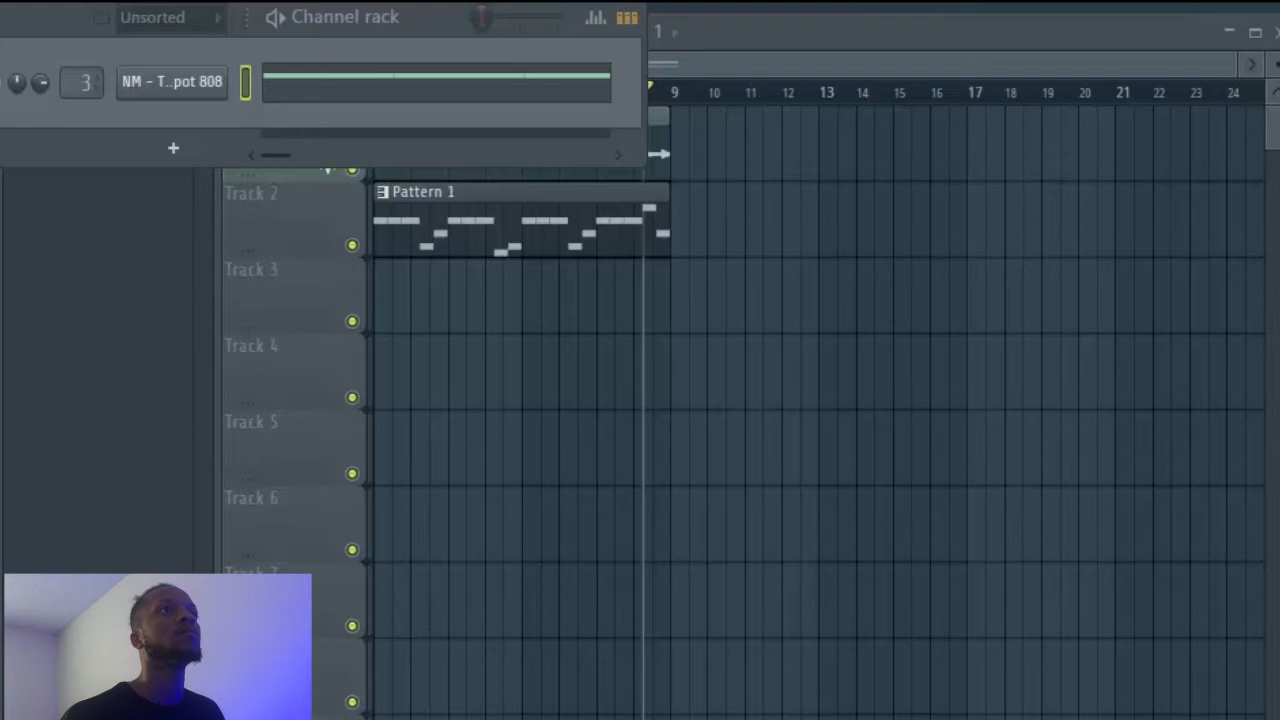 Unsorted
Channel rack
1
3
NM - T..pot 808
+
9 10 11 12 13 14 15 16 17 18 19 20 21 22 23 24
Track 2
Pattern 1
Track 3
Track 4
Track 5
Track 6